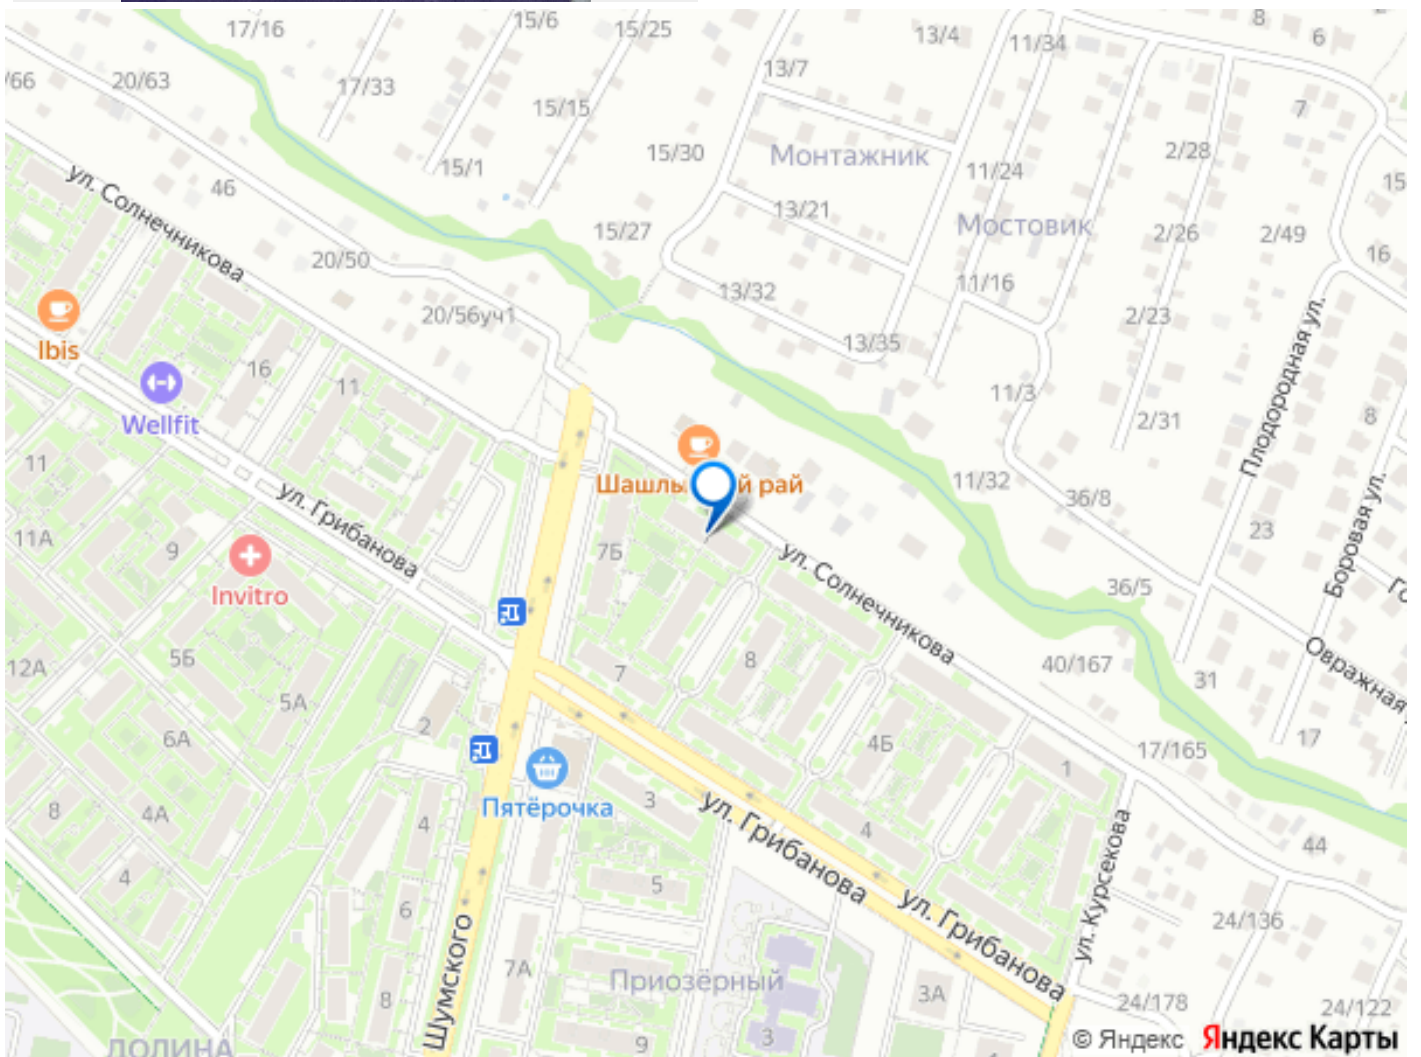 17/16
15/6
15/25
13/4
11/34
8
6
/66
20/63
17/33
13/7
15/15
7
15/30
Монтажник
2/28
15/1
11/24
15
ул. Солнечникова
46
13/21
Мостовик
15/27
2/26
2/49
16
20/50
13/32
11/16
20/56уч1
2/23
Плодородная ул.
Ibis
13/35
16
11
11/3
Wellfit
2/31
8
11
Шашлы
й рай
11/32
36/8
ул. Грибанова
23
Боровая ул.
11А
9
7Б
ул. Солнечникова
Invitro
36/5
Го
12А
5Б
7
8
40/167
31
Овражная
5А
6А
2
4Б
17/165
17
1
Пятёрочка
3
ул. Грибанова
8
4А
4
4
ул. Курсекова
44
4
5
6
ул. Грибанова
24/136
Шумского
7А
Приозёрный
8
3А
24/178
24/122
ДОЛИНА
9
3
© Яндекс Яндекс Карты